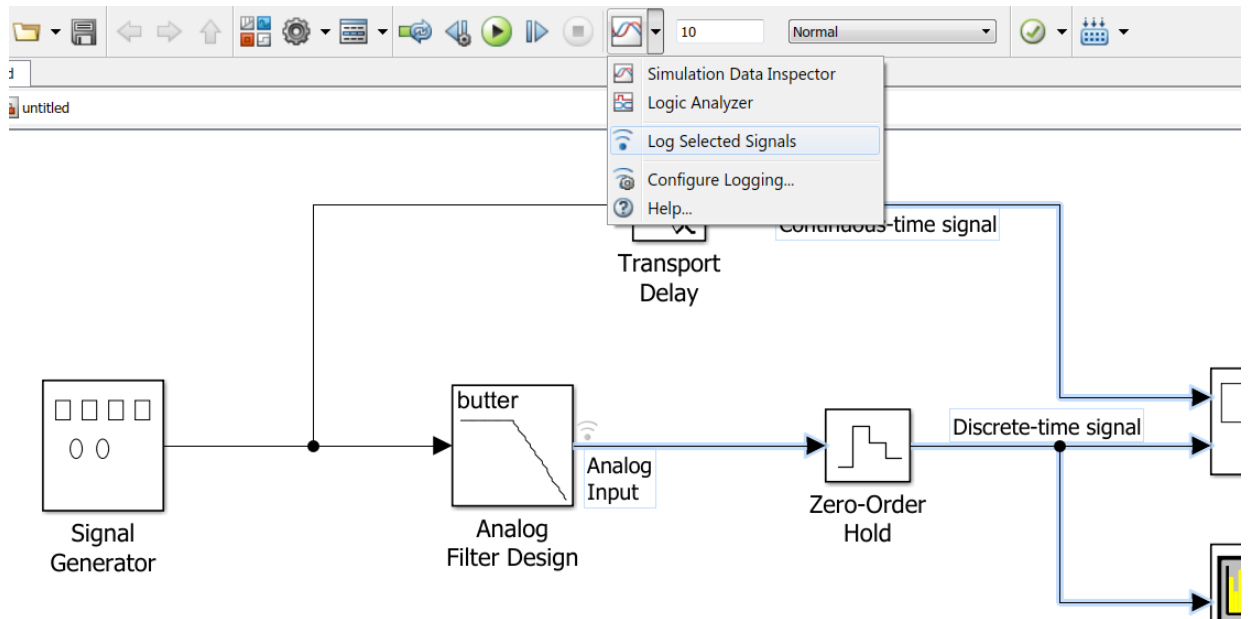 10
Normal
Simulation Data Inspector
untitled
Logic Analyzer
Log Selected Signals
Configure Logging...
Help...
Continuous-time signal
Transport
Delay
butter
Discrete-time signal
Analog
Input
Zero-Order
Hold
Signal
Generator
Analog
Filter Design